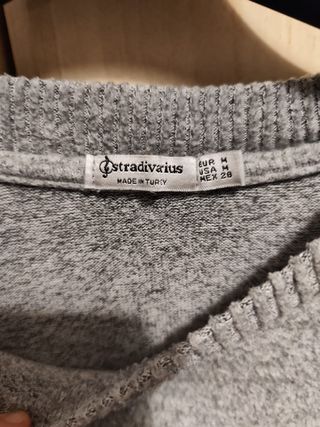 stradivarius
MADE IN TURKEY
EUR M
USA M
MEX 28